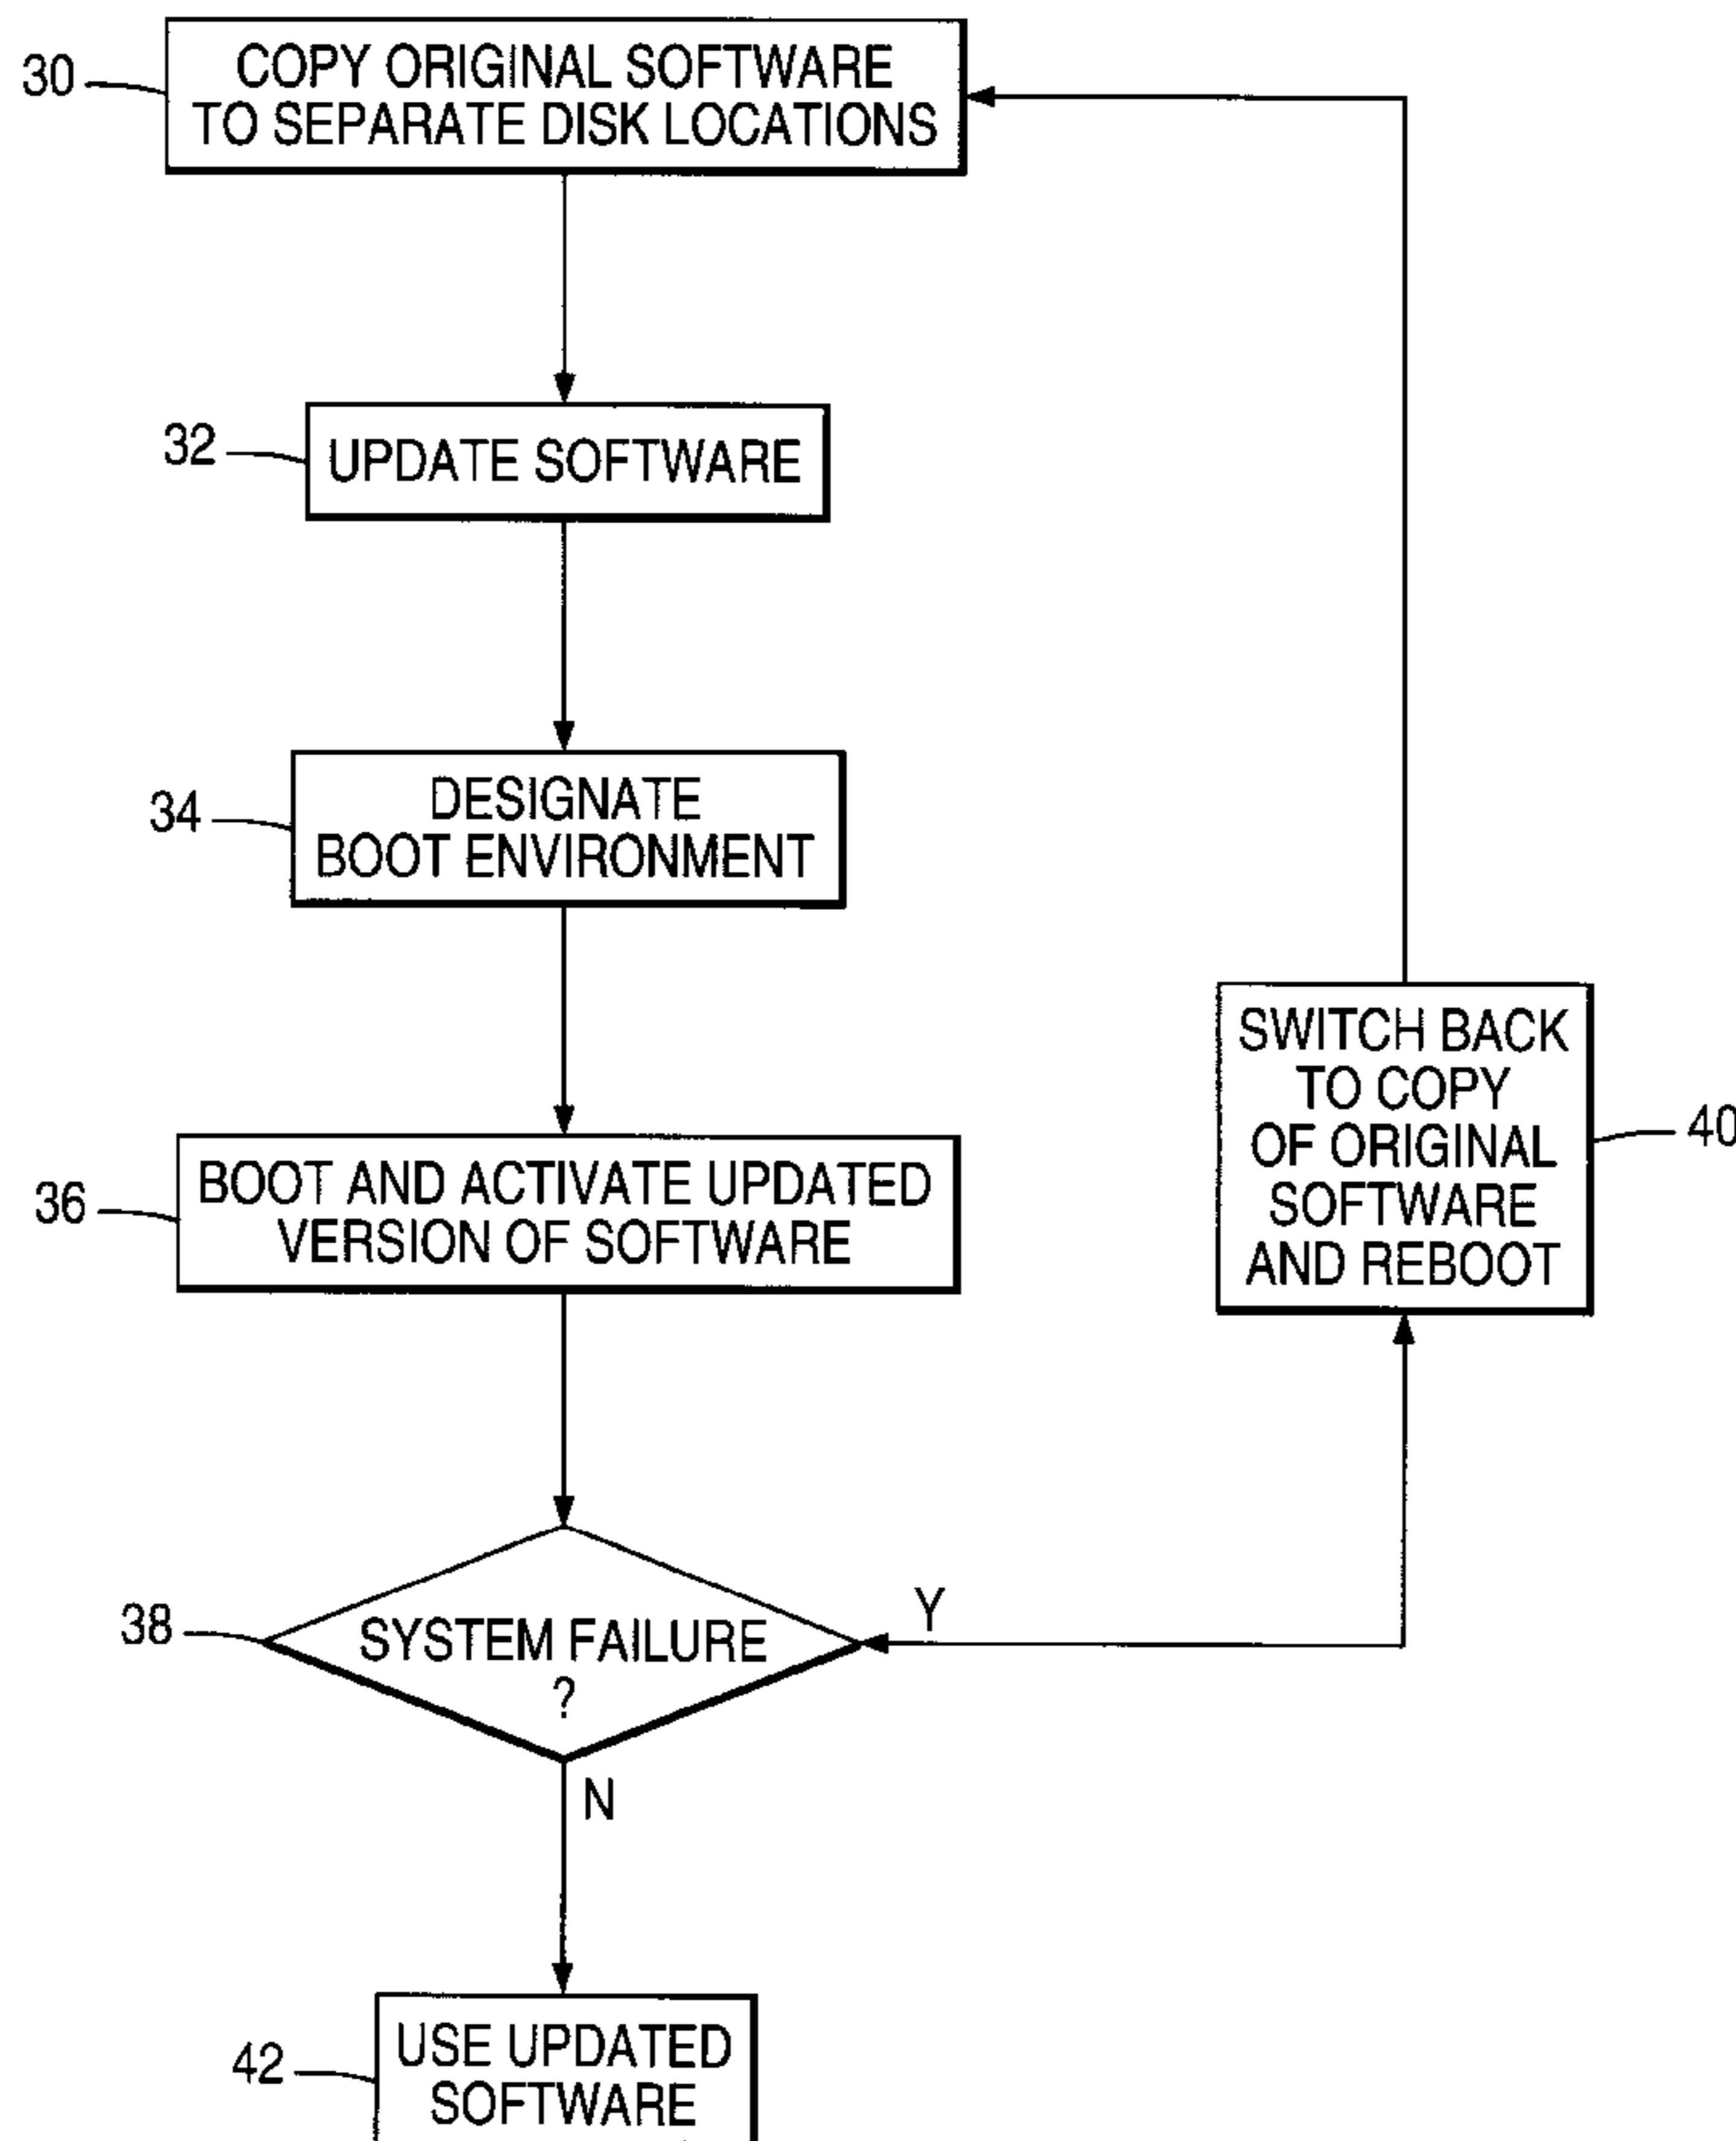 30
COPY ORIGINAL SOFTWARE
TO SEPARATE DISK LOCATIONS
32
UPDATE SOFTWARE
34
DESIGNATE
BOOT ENVIRONMENT
36
BOOT AND ACTIVATE UPDATED
VERSION OF SOFTWARE
SWITCH BACK
TO COPY
OF ORIGINAL
SOFTWARE
AND REBOOT
40
38
SYSTEM FAILURE
?
Y
N
42
USE UPDATED
SOFTWARE